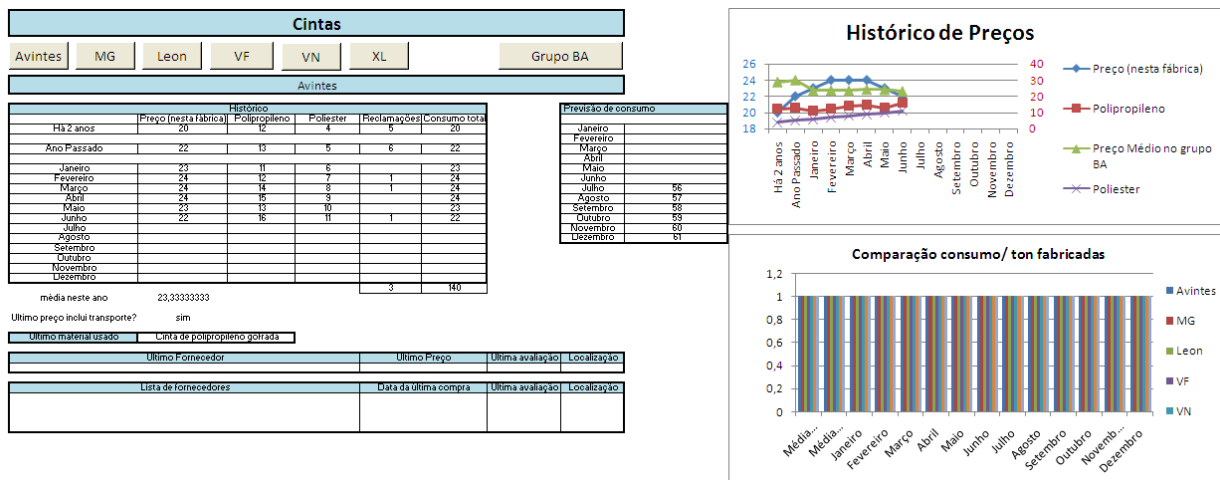 Cintas
Avintes MG Leon VF VN XL Grupo BA
Avintes
Histórico
Preço (nesta fábrica) Polipropileno Poliester Reclamações Consumo total
Há 2 anos 20 12 4 5 20
Ano Passado 22 13 5 6 22
Janeiro 23 11 6 23
Fevereiro 24 12 7 1 24
Março 24 14 8 1 24
Abril 24 15 9 24
Maio 23 13 10 23
Junho 22 16 11 1 22
Julho
Agosto
Setembro
Outubro
Novembro
Dezembro
3 140
média neste ano 23,33333333
Ultimo preço inclui transporte? sim
Ultimo material usado Cinta de polipropileno gofrada
Ultimo Fornecedor Ultimo Preço Ultima avaliação Localização
Lista de fornecedores Data da última compra Ultima avaliação Localização
Previsão de consumo
Janeiro
Fevereiro
Março
Abril
Maio
Junho
Julho 56
Agosto 57
Setembro 58
Outubro 59
Novembro 60
Dezembro 61
Histórico de Preços
26 40
24 30
22 20
20 10
18 0
Há 2 anos
Ano Passado
Janeiro
Fevereiro
Março
Abril
Maio
Junho
Julho
Agosto
Setembro
Outubro
Novembro
Dezembro
Preço (nesta fábrica)
Polipropileno
Preço Médio no grupo
BA
Poliester
Comparação consumo/ ton fabricadas
1,2
1
0,8
0,6
0,4
0,2
0
Média...
Média...
Janeiro
Fevereiro
Março
Abril
Maio
Junho
Julho
Agosto
Setembro
Outubro
Novemb...
Dezembro
Avintes
MG
Leon
VF
VN